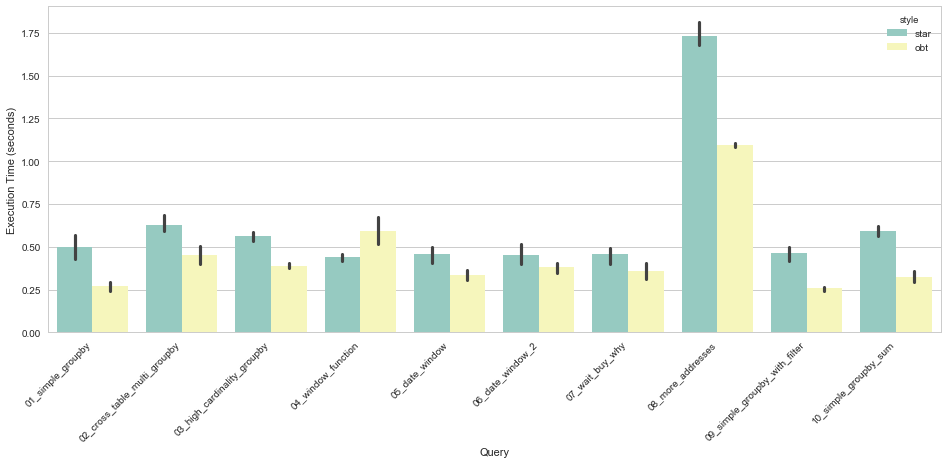 style
star
obt
Execution Time (seconds)
1.75
1.50
1.25
1.00
0.75
0.50
0.25
0.00
01_simple_groupby
02_cross_table_multi_groupby
03_high_cardinality_groupby
04_window_function
05_date_window
06_date_window_2
07_wait_buy_why
08_more_addresses
09_simple_groupby_with_filter
10_simple_groupby_sum
Query